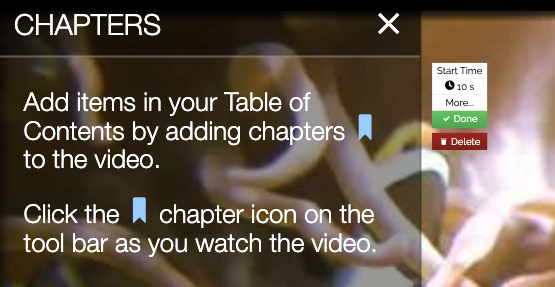 CHAPTERS
Add items in your Table of
Contents by adding chapters
to the video.
Click the chapter icon on the
tool bar as you watch the video.
Start Time
10 s
More...
Done
Delete